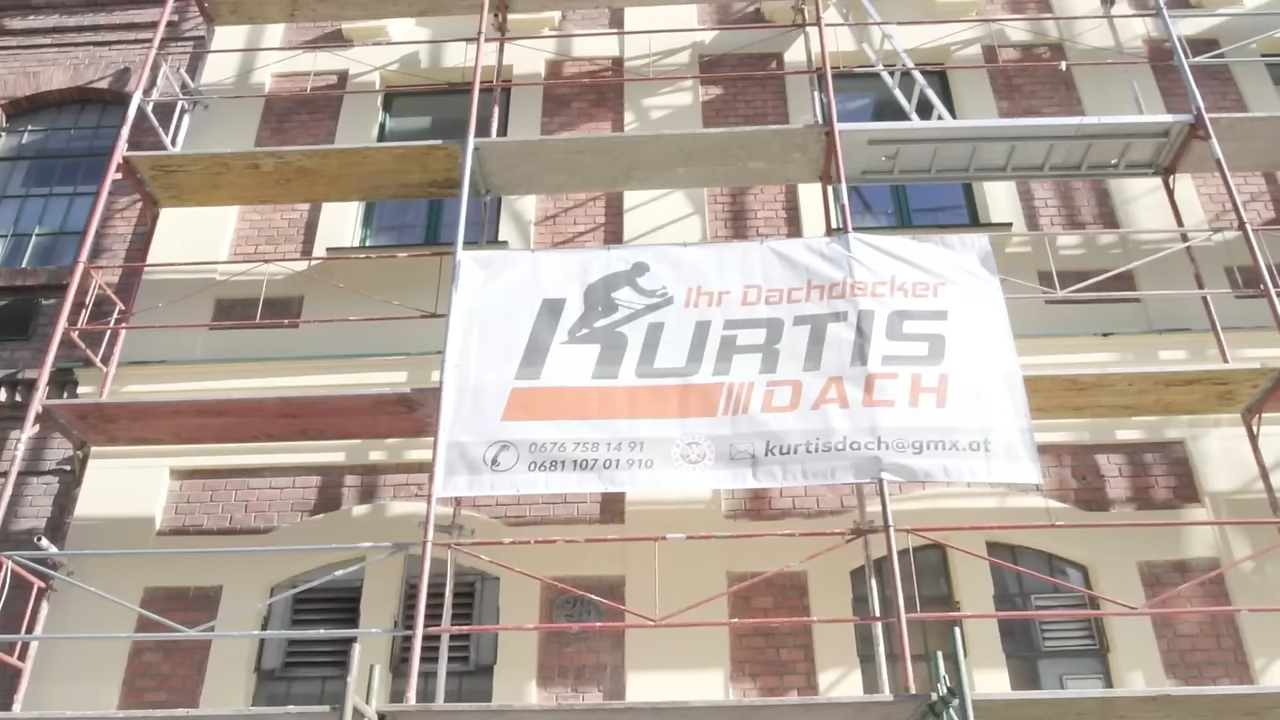 Ihr Dachdecker
KURTIS
DACH
0676 758 14 91
0681 107 01 910
kurtisdach@gmx.at